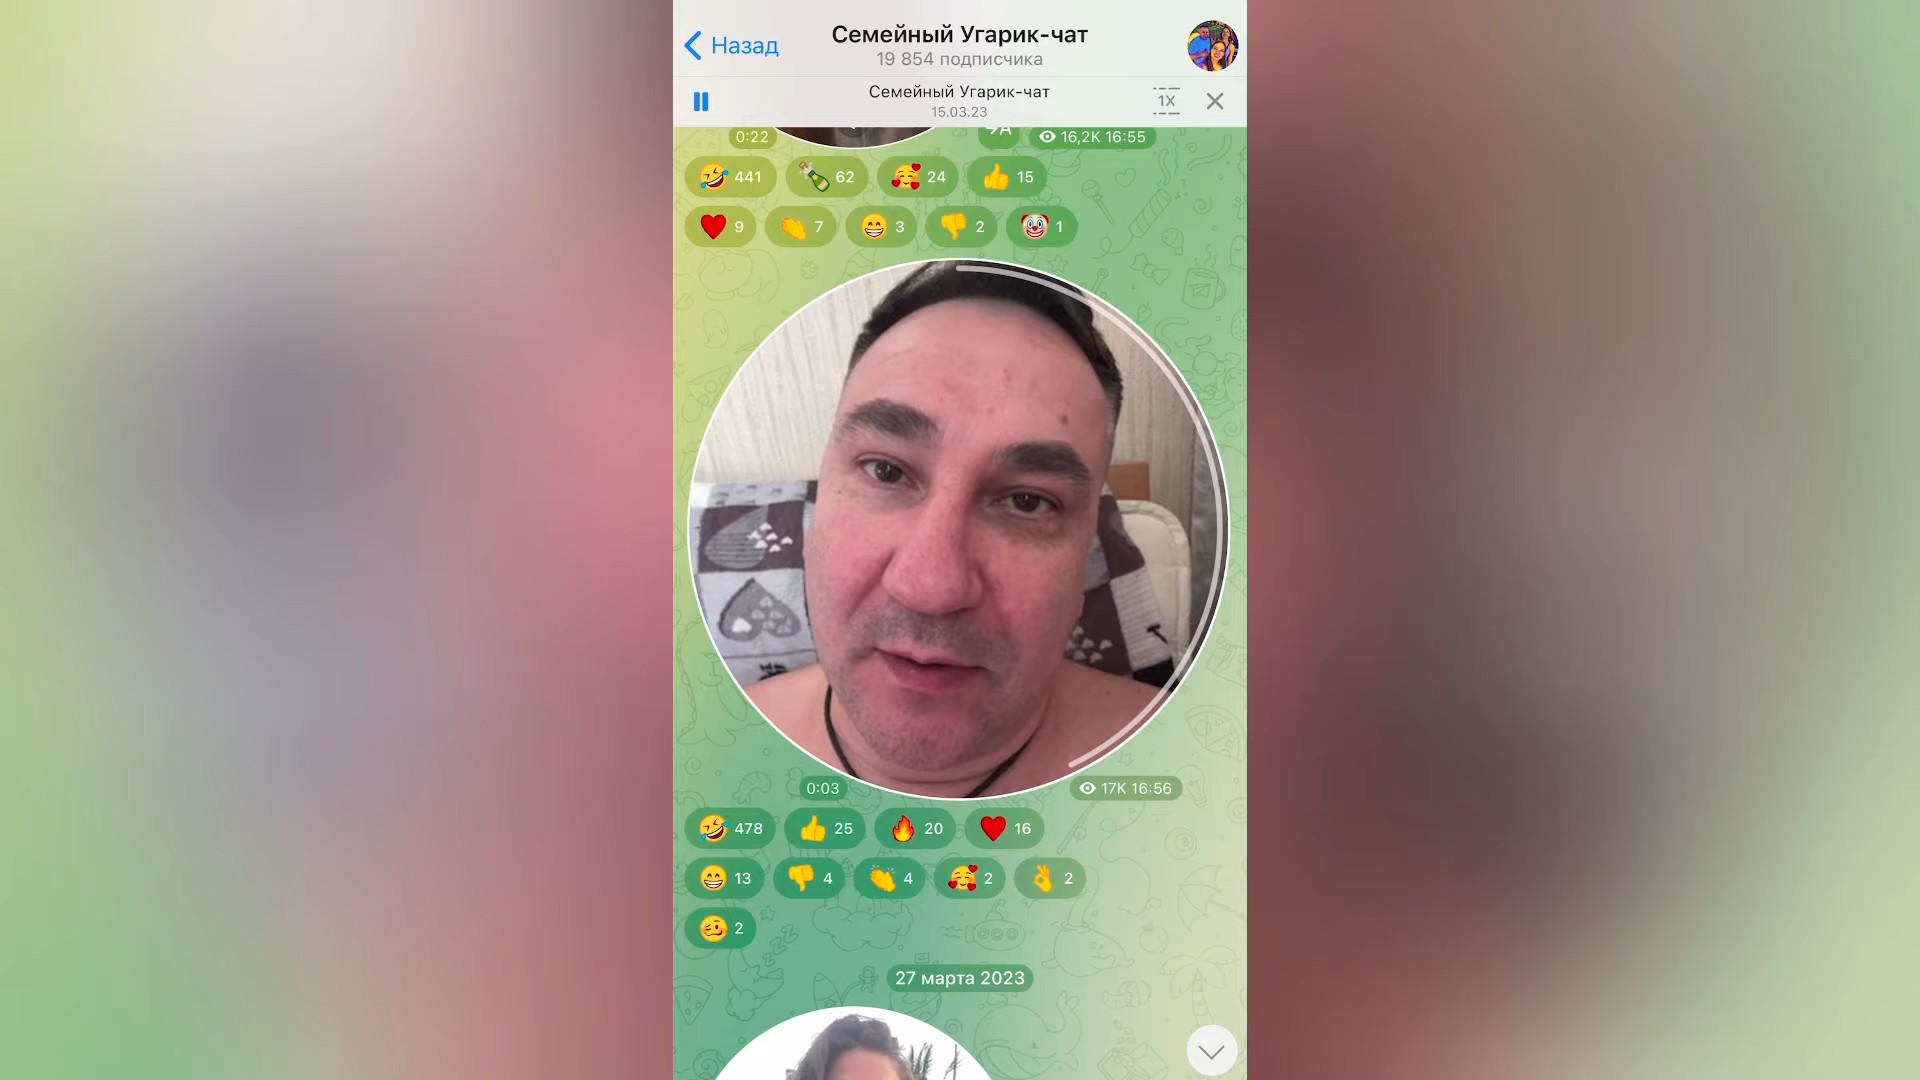 Назад
Семейный Угарик-чат
19 854 подписчика
Семейный Угарик-чат
15.03.23
1X
0:22
→A
16,2K 16:55
441 62 24 15
9 7 3 2 1
0:03
17K 16:56
478 25 20 16
13 4 4 2 2
2
27 марта 2023